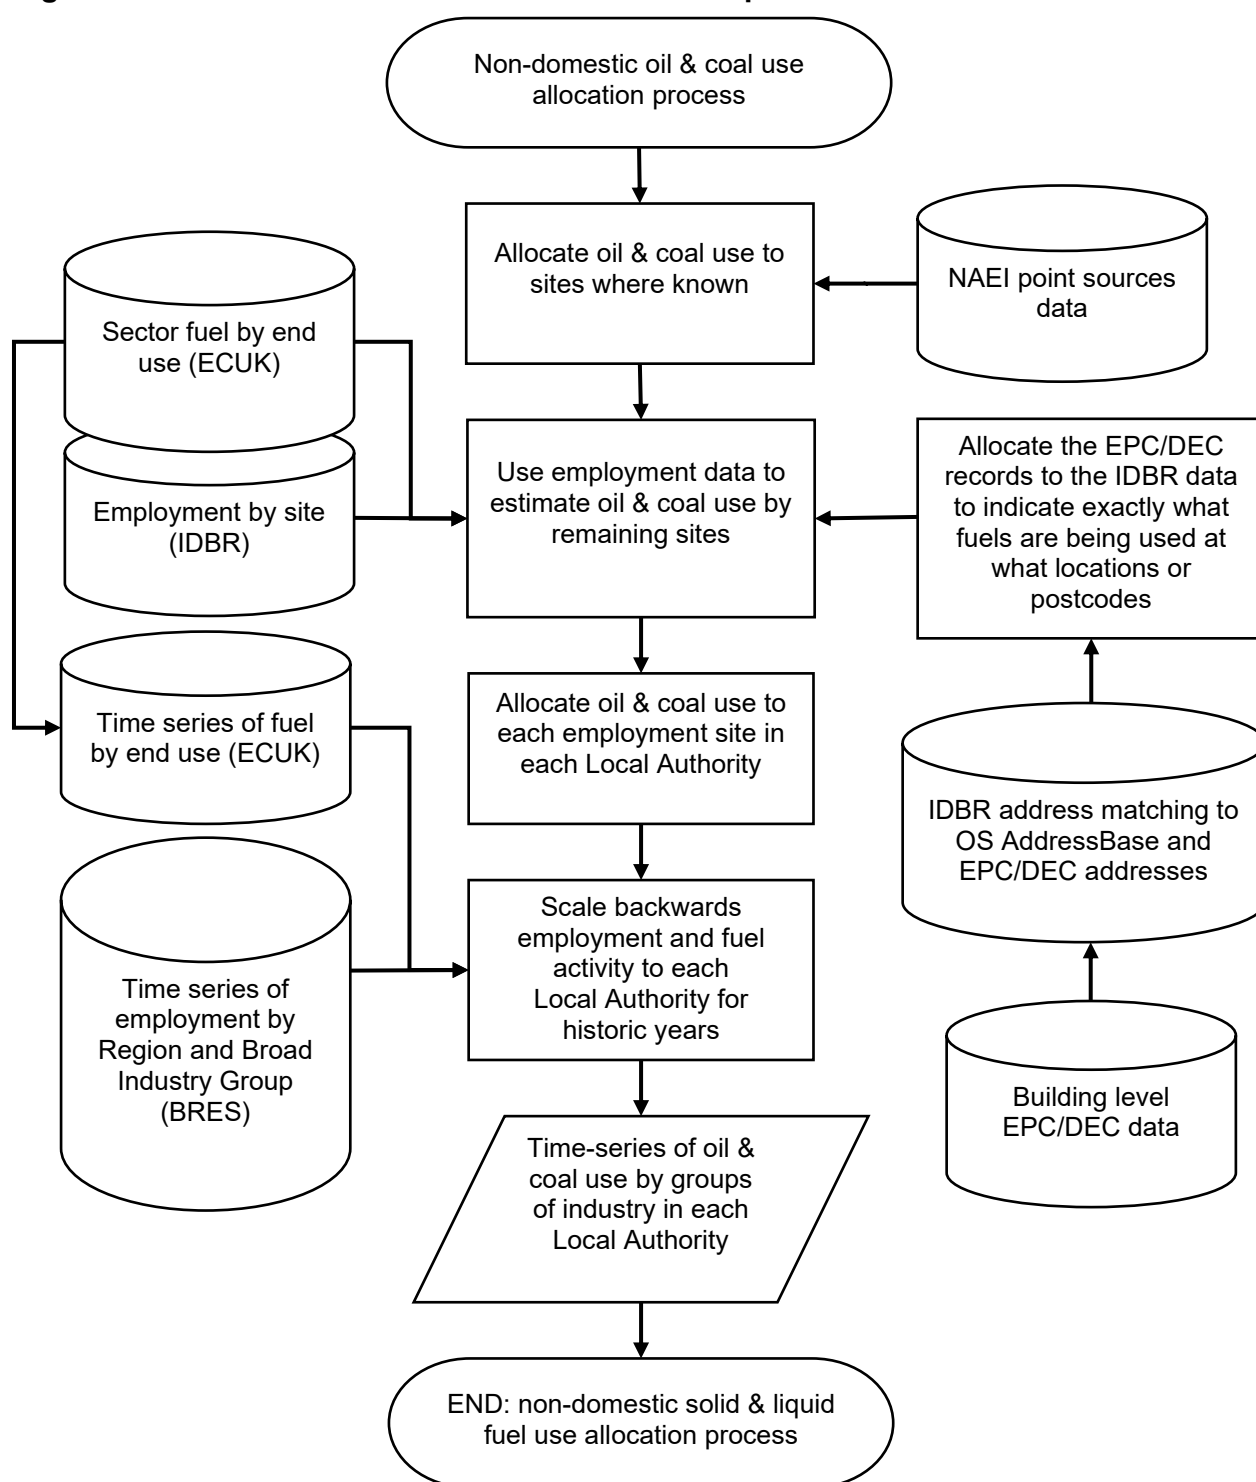 Non-domestic oil & coal use
allocation process
Allocate oil & coal use to
sites where known
NAEI point sources
data
Sector fuel by end
use (ECUK)
Employment by site
(IDBR)
Use employment data to
estimate oil & coal use by
remaining sites
Allocate the EPC/DEC
records to the IDBR data
to indicate exactly what
fuels are being used at
what locations or
postcodes
Time series of fuel
by end use (ECUK)
Allocate oil & coal use to
each employment site in
each Local Authority
IDBR address matching to
OS AddressBase and
EPC/DEC addresses
Time series of
employment by
Region and Broad
Industry Group
(BRES)
Scale backwards
employment and fuel
activity to each
Local Authority for
historic years
Building level
EPC/DEC data
Time-series of oil &
coal use by groups
of industry in each
Local Authority
END: non-domestic solid & liquid
fuel use allocation process